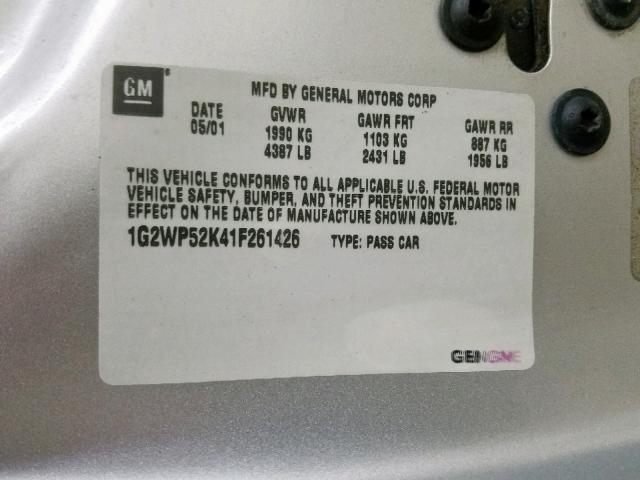 GM
MFD BY GENERAL MOTORS CORP
DATE GVWR GAWR FRT GAWR RR
05/01 1990 KG 1103 KG 887 KG
4387 LB 2431 LB 1956 LB
THIS VEHICLE CONFORMS TO ALL APPLICABLE U.S. FEDERAL MOTOR
VEHICLE SAFETY, BUMPER, AND THEFT PREVENTION STANDARDS IN
EFFECT ON THE DATE OF MANUFACTURE SHOWN ABOVE.
1G2WP52K41F261426 TYPE: PASS CAR